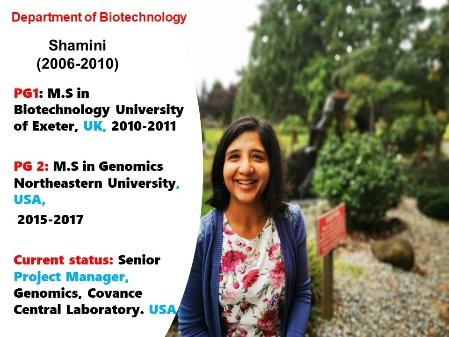 Department of Biotechnology
Shamini
(2006-2010)
PG1: M.S in
Biotechnology University
of Exeter, UK, 2010-2011
PG 2: M.S in Genomics
Northeastern University,
USA,
2015-2017
Current status: Senior
Project Manager,
Genomics, Covance
Central Laboratory. USA